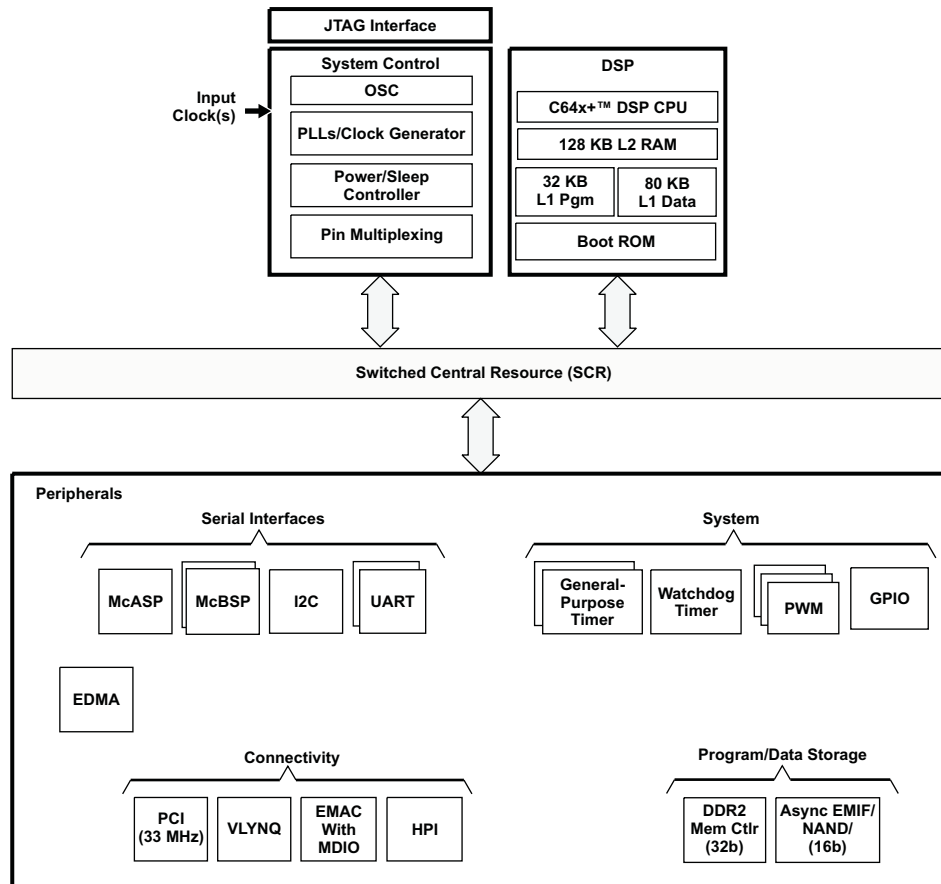 JTAG Interface
System Control
OSC
Input
Clock(s)
PLLs/Clock Generator
Power/Sleep
Controller
Pin Multiplexing
DSP
C64x+™ DSP CPU
128 KB L2 RAM
32 KB
L1 Pgm
80 KB
L1 Data
Boot ROM
Switched Central Resource (SCR)
Peripherals
Serial Interfaces
McASP
McBSP
I2C
UART
System
General-
Purpose
Timer
Watchdog
Timer
PWM
GPIO
EDMA
Connectivity
PCI
(33 MHz)
VLYNQ
EMAC
With
MDIO
HPI
Program/Data Storage
DDR2
Mem Ctlr
(32b)
Async EMIF/
NAND/
(16b)